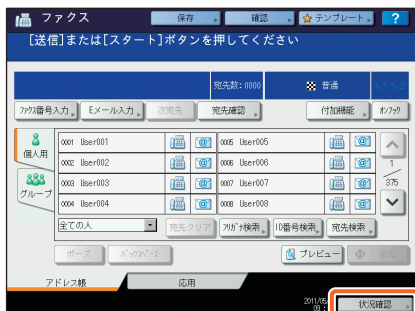 ファクス 保存 確認 テンプレート ?
[送信]または[スタート]ボタンを押してください
宛先数: 0000 普通
ファクス番号入力 Eメール入力 次宛先 宛先確認 付加機能 オンフック
個人用
グループ
0001 User001 0005 User005
0002 User002 0006 User006
0003 User003 0007 User007
0004 User004 0008 User008
1
375
全ての人 宛先クリア フリガナ検索 ID番号検索 宛先検索
ポーズ バックスペース プレビュー 送信
アドレス帳 応用
2011/05/
状況確認